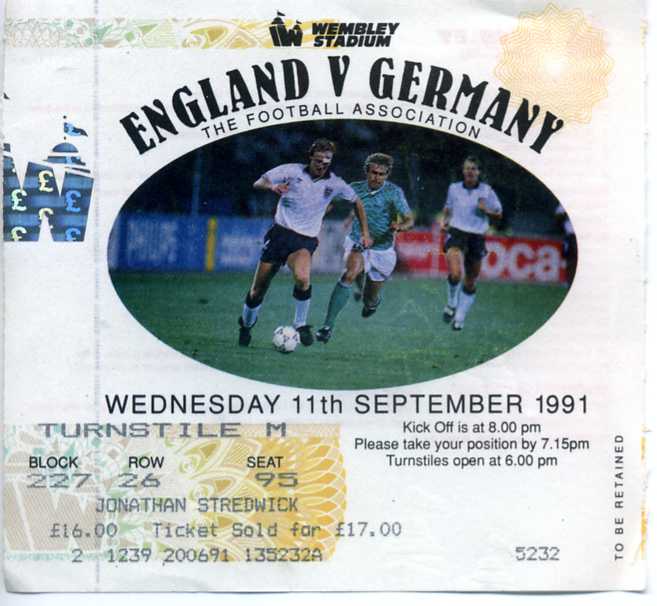 WEMBLEY
STADIUM
ENGLAND V GERMANY
THE FOOTBALL ASSOCIATION
PHILIPS
oca-
WEDNESDAY 11th SEPTEMBER 1991
TURNSTILE M
Kick Off is at 8.00 pm
Please take your position by 7.15pm
Turnstiles open at 6.00 pm
BLOCK ROW SEAT
227 26 95
JONATHAN STREDWICK
£16.00 Ticket Sold for £17.00
2 1239 200691 135232A 5232
TO BE RETAINED